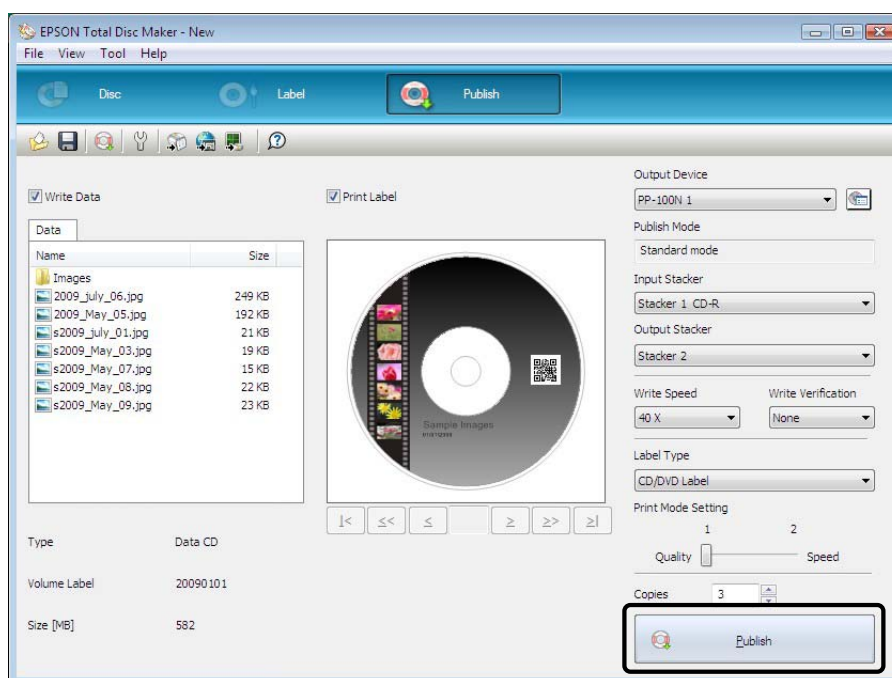 EPSON Total Disc Maker - New
File View Tool Help
Disc Label Publish
Write Data
Print Label
Output Device
PP-100N 1
Publish Mode
Standard mode
Input Stacker
Stacker 1 CD-R
Output Stacker
Stacker 2
Write Speed Write Verification
40 X None
Label Type
CD/DVD Label
Print Mode Setting
1 2
Quality Speed
Copies 3
Publish
Data
Name Size
Images
2009_july_06.jpg 249 KB
2009_May_05.jpg 192 KB
s2009_july_01.jpg 21 KB
s2009_May_03.jpg 19 KB
s2009_May_07.jpg 15 KB
s2009_May_08.jpg 22 KB
s2009_May_09.jpg 23 KB
Sample Images
|< << < > >> >|
Type Data CD
Volume Label 20090101
Size [MB] 582